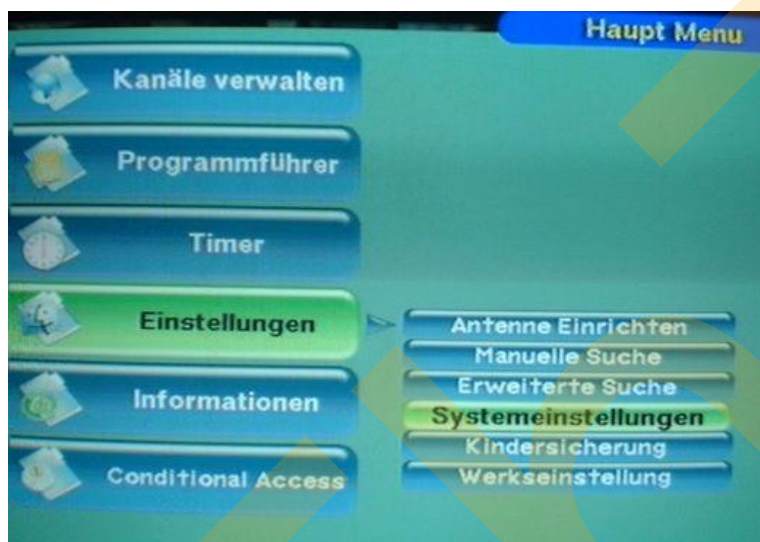 Haupt Menu
Kanäle verwalten
Programmführer
Timer
Einstellungen
Antenne Einrichten
Manuelle Suche
Erweiterte Suche
Systemeinstellungen
Kindersicherung
Werkseinstellung
Informationen
Conditional Access